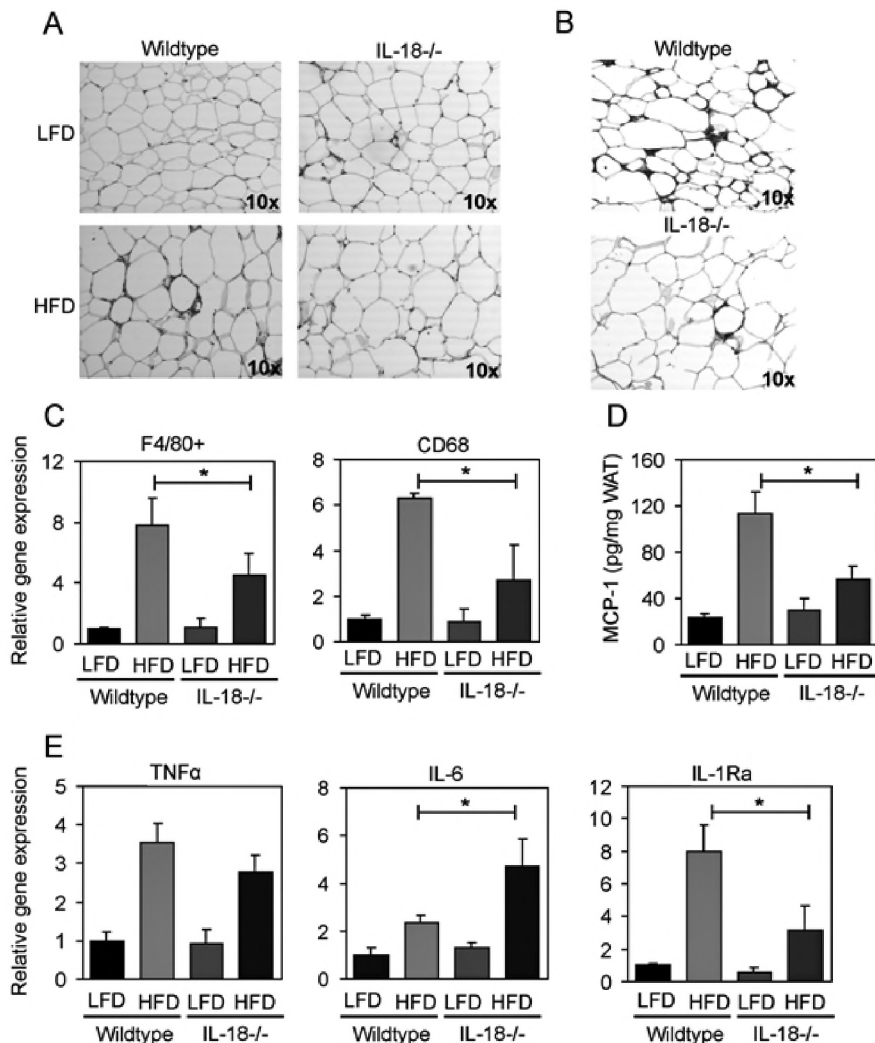 A
B
Wildtype
IL-18-/-
Wildtype
LFD
10x
10x
10x
IL-18-/-
HFD
10x
10x
10x
C
D
F4/80+
CD68
Relative gene expression
12
8
4
0
*
LFD HFD LFD HFD
Wildtype IL-18-/-
8
6
4
2
0
*
LFD HFD LFD HFD
Wildtype IL-18-/-
MCP-1 (pg/mg WAT)
160
120
80
40
0
*
LFD HFD LFD HFD
Wildtype IL-18-/-
E
TNFα
IL-6
IL-1Ra
Relative gene expression
5
4
3
2
1
0
LFD HFD LFD HFD
Wildtype IL-18-/-
8
6
4
2
0
*
LFD HFD LFD HFD
Wildtype IL-18-/-
12
10
8
6
4
2
0
*
LFD HFD LFD HFD
Wildtype IL-18-/-